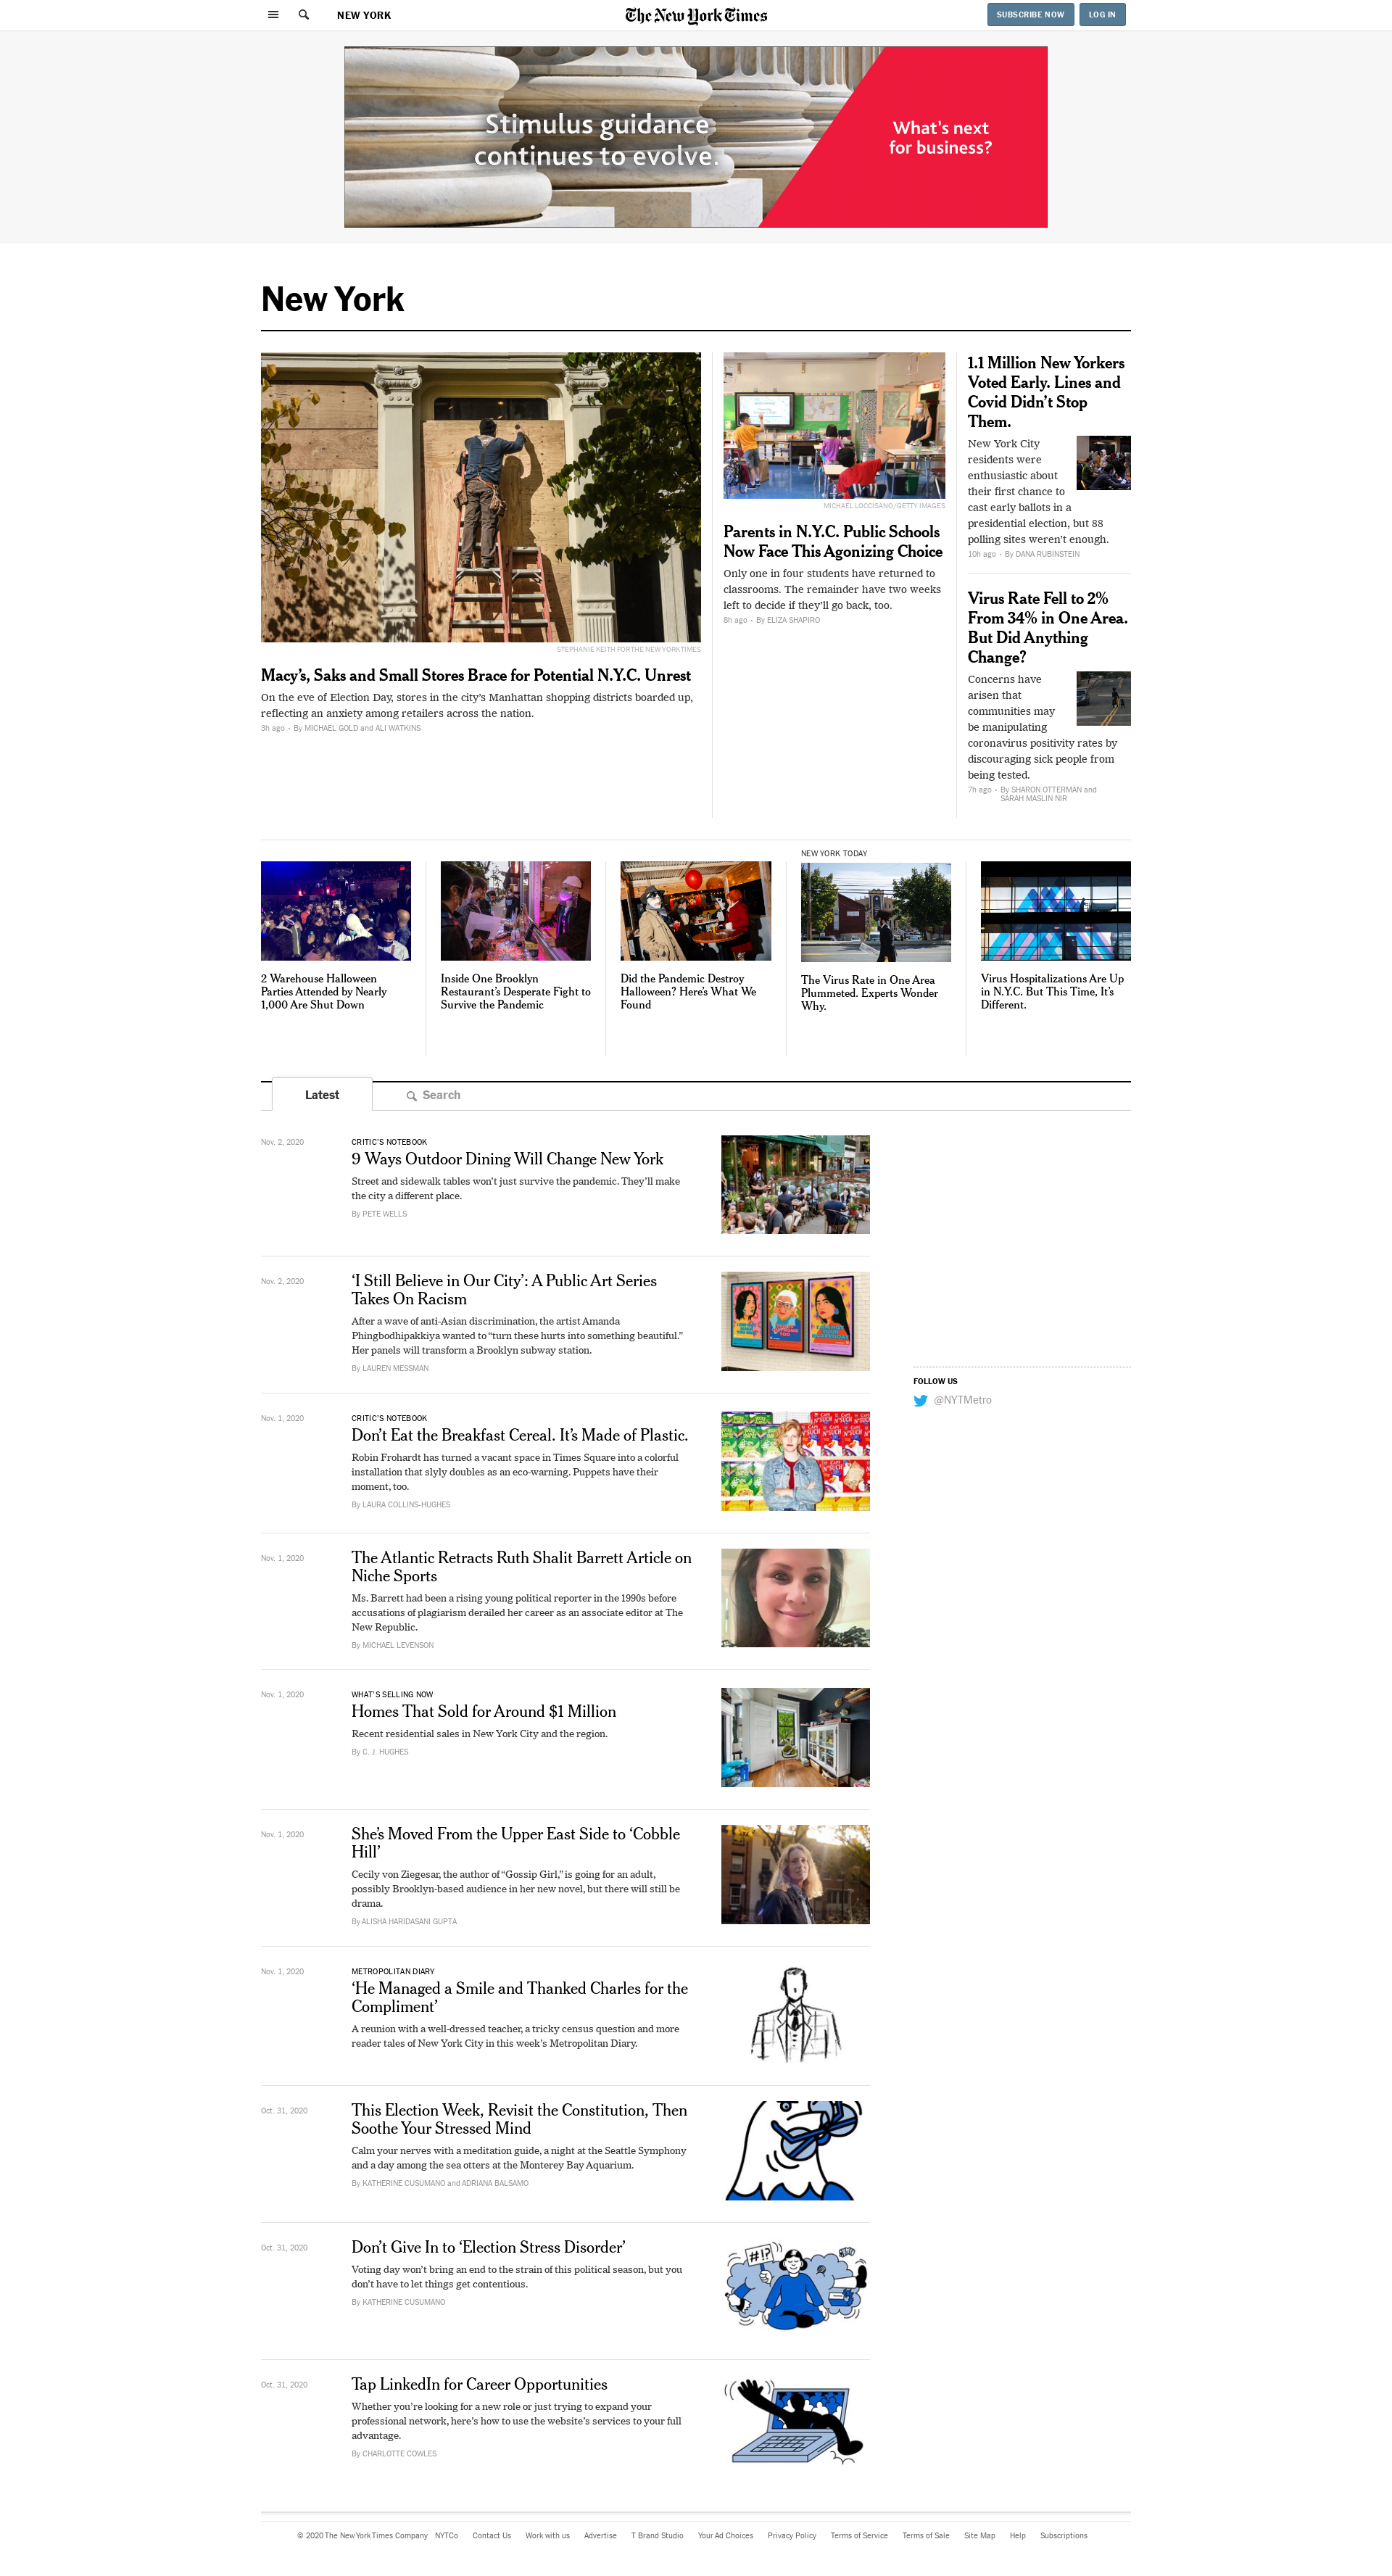 NEW YORK
The New York Times
SUBSCRIBE NOW
LOG IN
Stimulus guidance
continues to evolve.
What's next
for business?
New York
STEPHANIE KEITH FOR THE NEW YORK TIMES
Macy's, Saks and Small Stores Brace for Potential N.Y.C. Unrest
On the eve of Election Day, stores in the city's Manhattan shopping districts boarded up,
reflecting an anxiety among retailers across the nation.
3h ago • By MICHAEL GOLD and ALI WATKINS
MICHAEL LOCCISANO/GETTY IMAGES
Parents in N.Y.C. Public Schools
Now Face This Agonizing Choice
Only one in four students have returned to
classrooms. The remainder have two weeks
left to decide if they'll go back, too.
8h ago • By ELIZA SHAPIRO
1.1 Million New Yorkers
Voted Early. Lines and
Covid Didn't Stop
Them.
New York City
residents were
enthusiastic about
their first chance to
cast early ballots in a
presidential election, but 88
polling sites weren't enough.
10h ago • By DANA RUBINSTEIN
Virus Rate Fell to 2%
From 34% in One Area.
But Did Anything
Change?
Concerns have
arisen that
communities may
be manipulating
coronavirus positivity rates by
discouraging sick people from
being tested.
7h ago • By SHARON OTTERMAN and
SARAH MASLIN NIR
2 Warehouse Halloween
Parties Attended by Nearly
1,000 Are Shut Down
Inside One Brooklyn
Restaurant's Desperate Fight to
Survive the Pandemic
Did the Pandemic Destroy
Halloween? Here's What We
Found
NEW YORK TODAY
The Virus Rate in One Area
Plummeted. Experts Wonder
Why.
Virus Hospitalizations Are Up
in N.Y.C. But This Time, It's
Different.
Latest
Search
Nov. 2, 2020
CRITIC'S NOTEBOOK
9 Ways Outdoor Dining Will Change New York
Street and sidewalk tables won't just survive the pandemic. They'll make
the city a different place.
By PETE WELLS
Nov. 2, 2020
‘I Still Believe in Our City’: A Public Art Series
Takes On Racism
After a wave of anti-Asian discrimination, the artist Amanda
Phingbodhipakkiya wanted to “turn these hurts into something beautiful.”
Her panels will transform a Brooklyn subway station.
By LAUREN MESSMAN
FOLLOW US
@NYTMetro
Nov. 1, 2020
CRITIC'S NOTEBOOK
Don't Eat the Breakfast Cereal. It's Made of Plastic.
Robin Frohardt has turned a vacant space in Times Square into a colorful
installation that slyly doubles as an eco-warning. Puppets have their
moment, too.
By LAURA COLLINS-HUGHES
Nov. 1, 2020
The Atlantic Retracts Ruth Shalit Barrett Article on
Niche Sports
Ms. Barrett had been a rising young political reporter in the 1990s before
accusations of plagiarism derailed her career as an associate editor at The
New Republic.
By MICHAEL LEVENSON
Nov. 1, 2020
WHAT'S SELLING NOW
Homes That Sold for Around $1 Million
Recent residential sales in New York City and the region.
By C. J. HUGHES
Nov. 1, 2020
She's Moved From the Upper East Side to ‘Cobble
Hill’
Cecily von Ziegesar, the author of “Gossip Girl,” is going for an adult,
possibly Brooklyn-based audience in her new novel, but there will still be
drama.
By ALISHA HARIDASANI GUPTA
Nov. 1, 2020
METROPOLITAN DIARY
‘He Managed a Smile and Thanked Charles for the
Compliment’
A reunion with a well-dressed teacher, a tricky census question and more
reader tales of New York City in this week's Metropolitan Diary.
Oct. 31, 2020
This Election Week, Revisit the Constitution, Then
Soothe Your Stressed Mind
Calm your nerves with a meditation guide, a night at the Seattle Symphony
and a day among the sea otters at the Monterey Bay Aquarium.
By KATHERINE CUSUMANO and ADRIANA BALSAMO
Oct. 31, 2020
Don't Give In to ‘Election Stress Disorder’
Voting day won't bring an end to the strain of this political season, but you
don't have to let things get contentious.
By KATHERINE CUSUMANO
#!?
Oct. 31, 2020
Tap LinkedIn for Career Opportunities
Whether you're looking for a new role or just trying to expand your
professional network, here's how to use the website's services to your full
advantage.
By CHARLOTTE COWLES
© 2020 The New York Times Company NYTCo Contact Us Work with us Advertise T Brand Studio Your Ad Choices Privacy Policy Terms of Service Terms of Sale Site Map Help Subscriptions